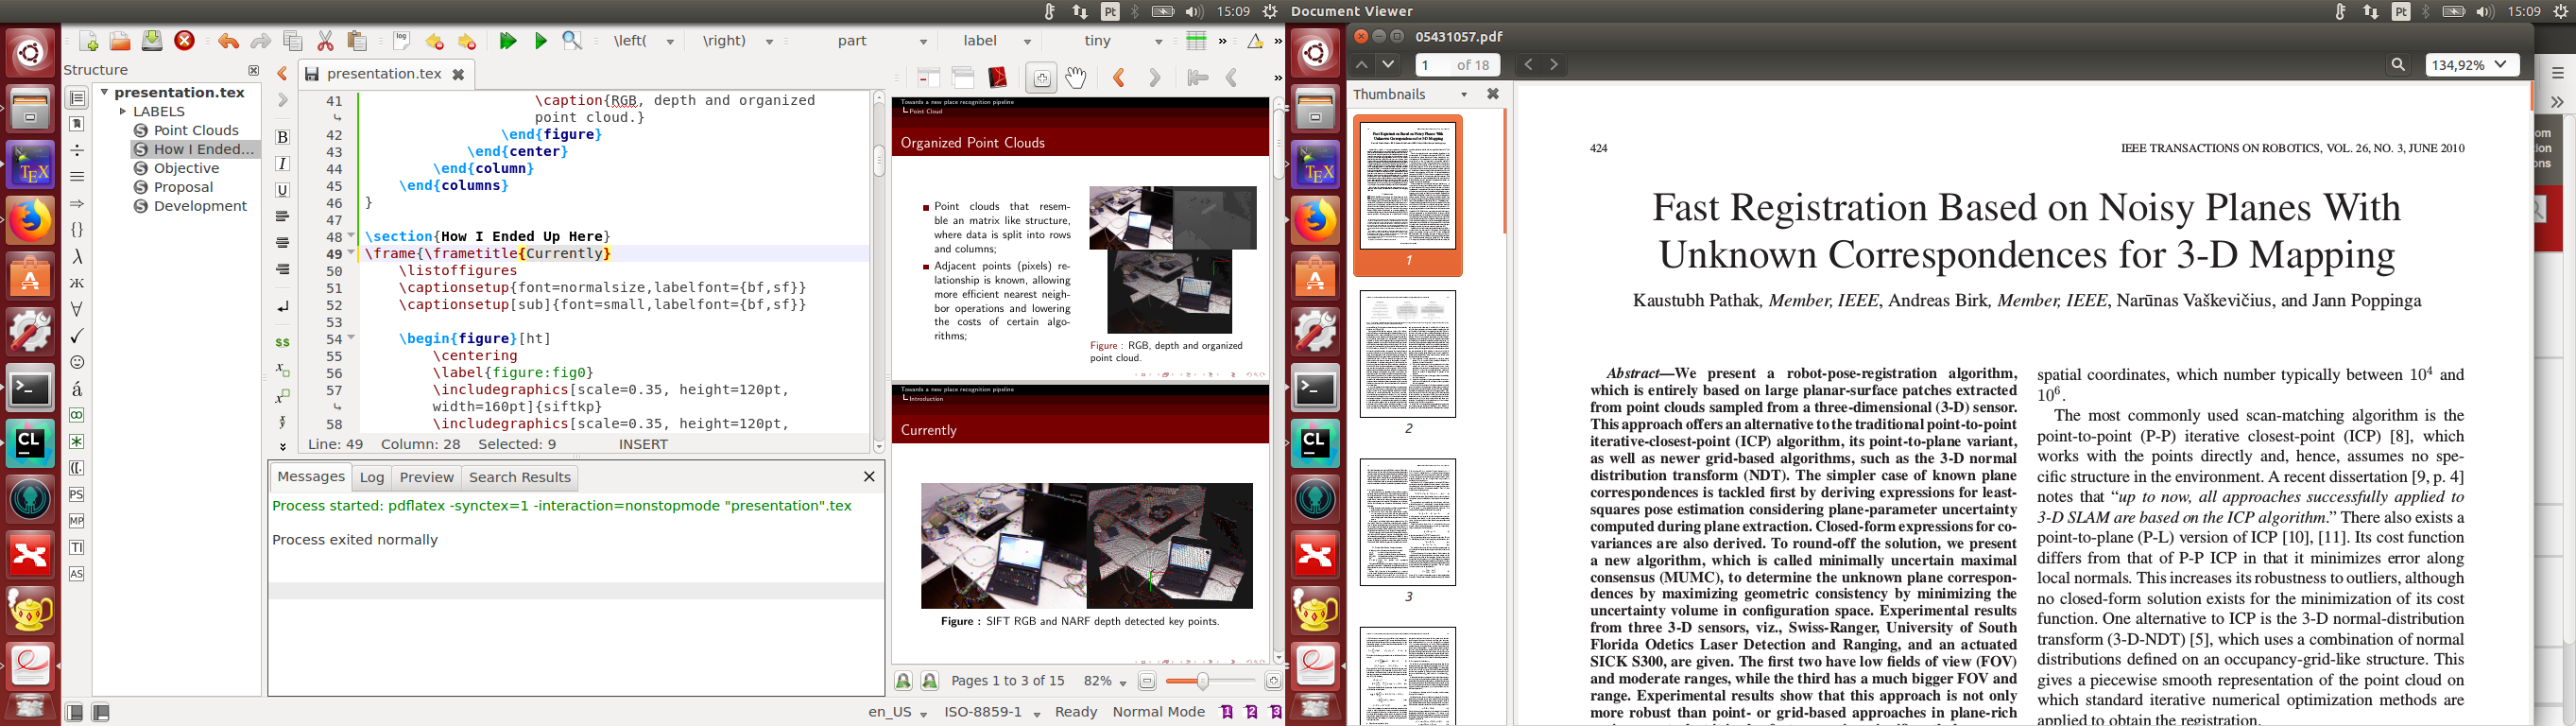 Pt
15:09
Document Viewer
Pt
15:09
\left(
\right)
part
label
tiny
»
»
05431057.pdf
1 of 18
134,92%
Structure
presentation.tex
LABELS
Point Clouds
How I Ended...
Objective
Proposal
Development
presentation.tex
41 \caption{RGB, depth and organized
point cloud.}
42 \end{figure}
43 \end{center}
44 \end{column}
45 \end{columns}
46 }
47
48 \section{How I Ended Up Here}
49 \frame{\frametitle{Currently}
50 \listoffigures
51 \captionsetup{font=normalsize,labelfont={bf,sf}}
52 \captionsetup[sub]{font=small,labelfont={bf,sf}}
53
54 \begin{figure}[ht]
55 \centering
56 \label{figure:fig0}
57 \includegraphics[scale=0.35, height=120pt,
width=160pt]{siftkp}
58 \includegraphics[scale=0.35, height=120pt,
Line: 49 Column: 28 Selected: 9 INSERT
Messages Log Preview Search Results
Process started: pdflatex -synctex=1 -interaction=nonstopmode "presentation".tex
Process exited normally
Towards a new place recognition pipeline
Point Cloud
Organized Point Clouds
Point clouds that resem-
ble an matrix like structure,
where data is split into rows
and columns;
Adjacent points (pixels) re-
lationship is known, allowing
more efficient nearest neigh-
bor operations and lowering
the costs of certain algo-
rithms;
Figure : RGB, depth and organized
point cloud.
Towards a new place recognition pipeline
Introduction
Currently
Figure : SIFT RGB and NARF depth detected key points.
Pages 1 to 3 of 15 82%
en_US ISO-8859-1 Ready Normal Mode 1 2 3
Thumbnails
1
2
3
424
IEEE TRANSACTIONS ON ROBOTICS, VOL. 26, NO. 3, JUNE 2010
Fast Registration Based on Noisy Planes With
Unknown Correspondences for 3-D Mapping
Kaustubh Pathak, Member, IEEE, Andreas Birk, Member, IEEE, Narūnas Vaškevičius, and Jann Poppinga
Abstract—We present a robot-pose-registration algorithm,
which is entirely based on large planar-surface patches extracted
from point clouds sampled from a three-dimensional (3-D) sensor.
This approach offers an alternative to the traditional point-to-point
iterative-closest-point (ICP) algorithm, its point-to-plane variant,
as well as newer grid-based algorithms, such as the 3-D normal
distribution transform (NDT). The simpler case of known plane
correspondences is tackled first by deriving expressions for least-
squares pose estimation considering plane-parameter uncertainty
computed during plane extraction. Closed-form expressions for co-
variances are also derived. To round-off the solution, we present
a new algorithm, which is called minimally uncertain maximal
consensus (MUMC), to determine the unknown plane correspon-
dences by maximizing geometric consistency by minimizing the
uncertainty volume in configuration space. Experimental results
from three 3-D sensors, viz., Swiss-Ranger, University of South
Florida Odetics Laser Detection and Ranging, and an actuated
SICK S300, are given. The first two have low fields of view (FOV)
and moderate ranges, while the third has a much bigger FOV and
range. Experimental results show that this approach is not only
more robust than point- or grid-based approaches in plane-rich
spatial coordinates, which number typically between 10⁴ and
10⁶.
The most commonly used scan-matching algorithm is the
point-to-point (P-P) iterative closest-point (ICP) [8], which
works with the points directly and, hence, assumes no spe-
cific structure in the environment. A recent dissertation [9, p. 4]
notes that “up to now, all approaches successfully applied to
3-D SLAM are based on the ICP algorithm.” There also exists a
point-to-plane (P-L) version of ICP [10], [11]. Its cost function
differs from that of P-P ICP in that it minimizes error along
local normals. This increases its robustness to outliers, although
no closed-form solution exists for the minimization of its cost
function. One alternative to ICP is the 3-D normal-distribution
transform (3-D-NDT) [5], which uses a combination of normal
distributions defined on an occupancy-grid-like structure. This
gives a piecewise smooth representation of the point cloud on
which standard iterative numerical optimization methods are
applied to obtain the registration.